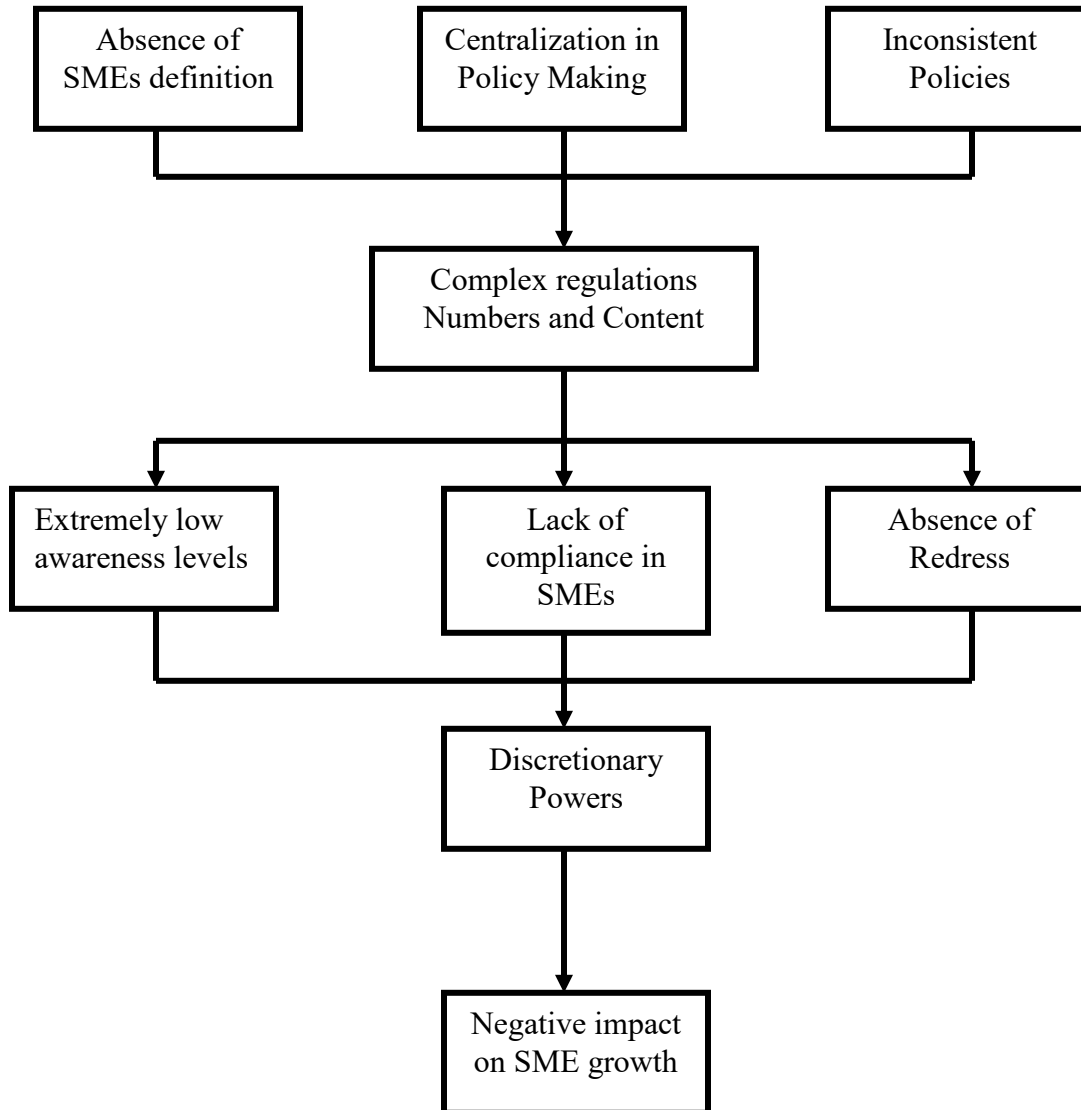 Absence of
SMEs definition
Centralization in
Policy Making
Inconsistent
Policies
Complex regulations
Numbers and Content
Extremely low
awareness levels
Lack of
compliance in
SMEs
Absence of
Redress
Discretionary
Powers
Negative impact
on SME growth